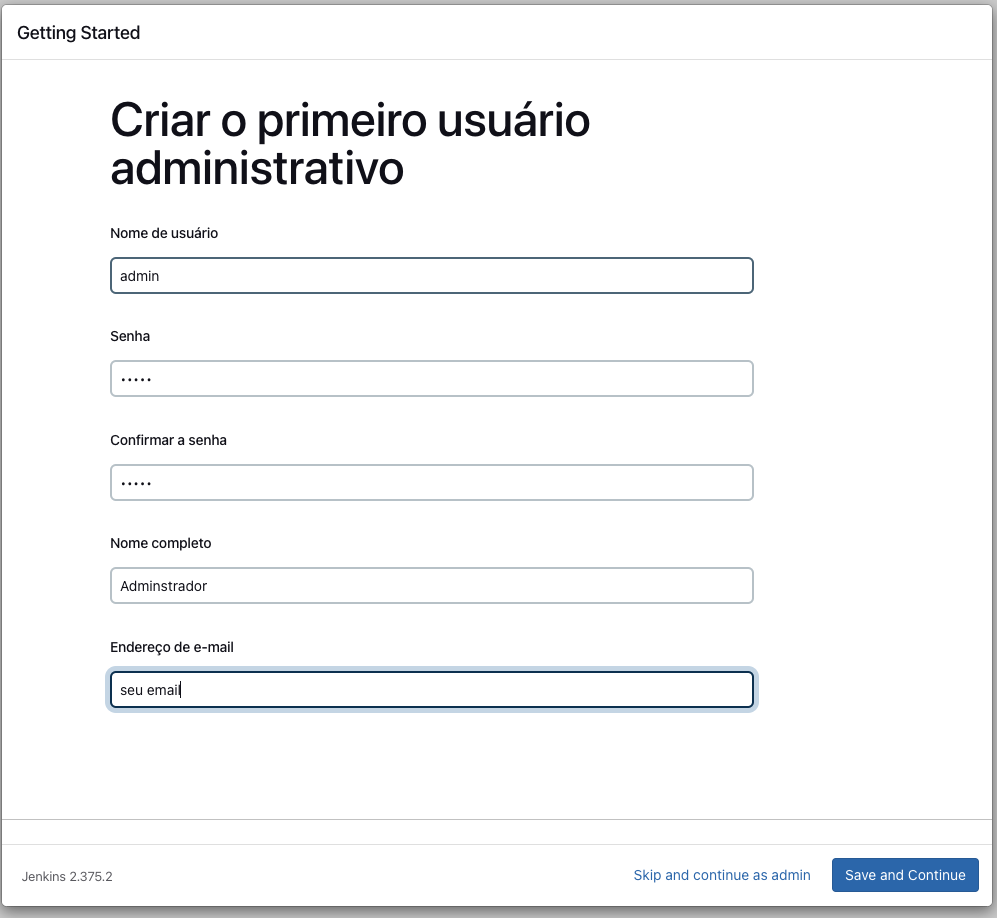 Getting Started
Criar o primeiro usuário
administrativo
Nome de usuário
admin
Senha
•••••
Confirmar a senha
•••••
Nome completo
Adminstrador
Endereço de e-mail
seu email
Jenkins 2.375.2
Skip and continue as admin
Save and Continue